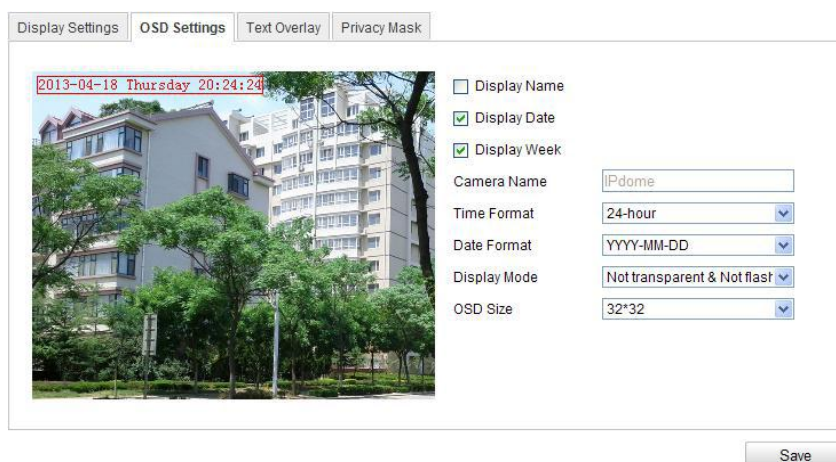 Display Settings OSD Settings Text Overlay Privacy Mask
2013-04-18 Thursday 20:24:24
Display Name
Display Date
Display Week
Camera Name IPdome
Time Format 24-hour
Date Format YYYY-MM-DD
Display Mode Not transparent & Not flash
OSD Size 32*32
Save